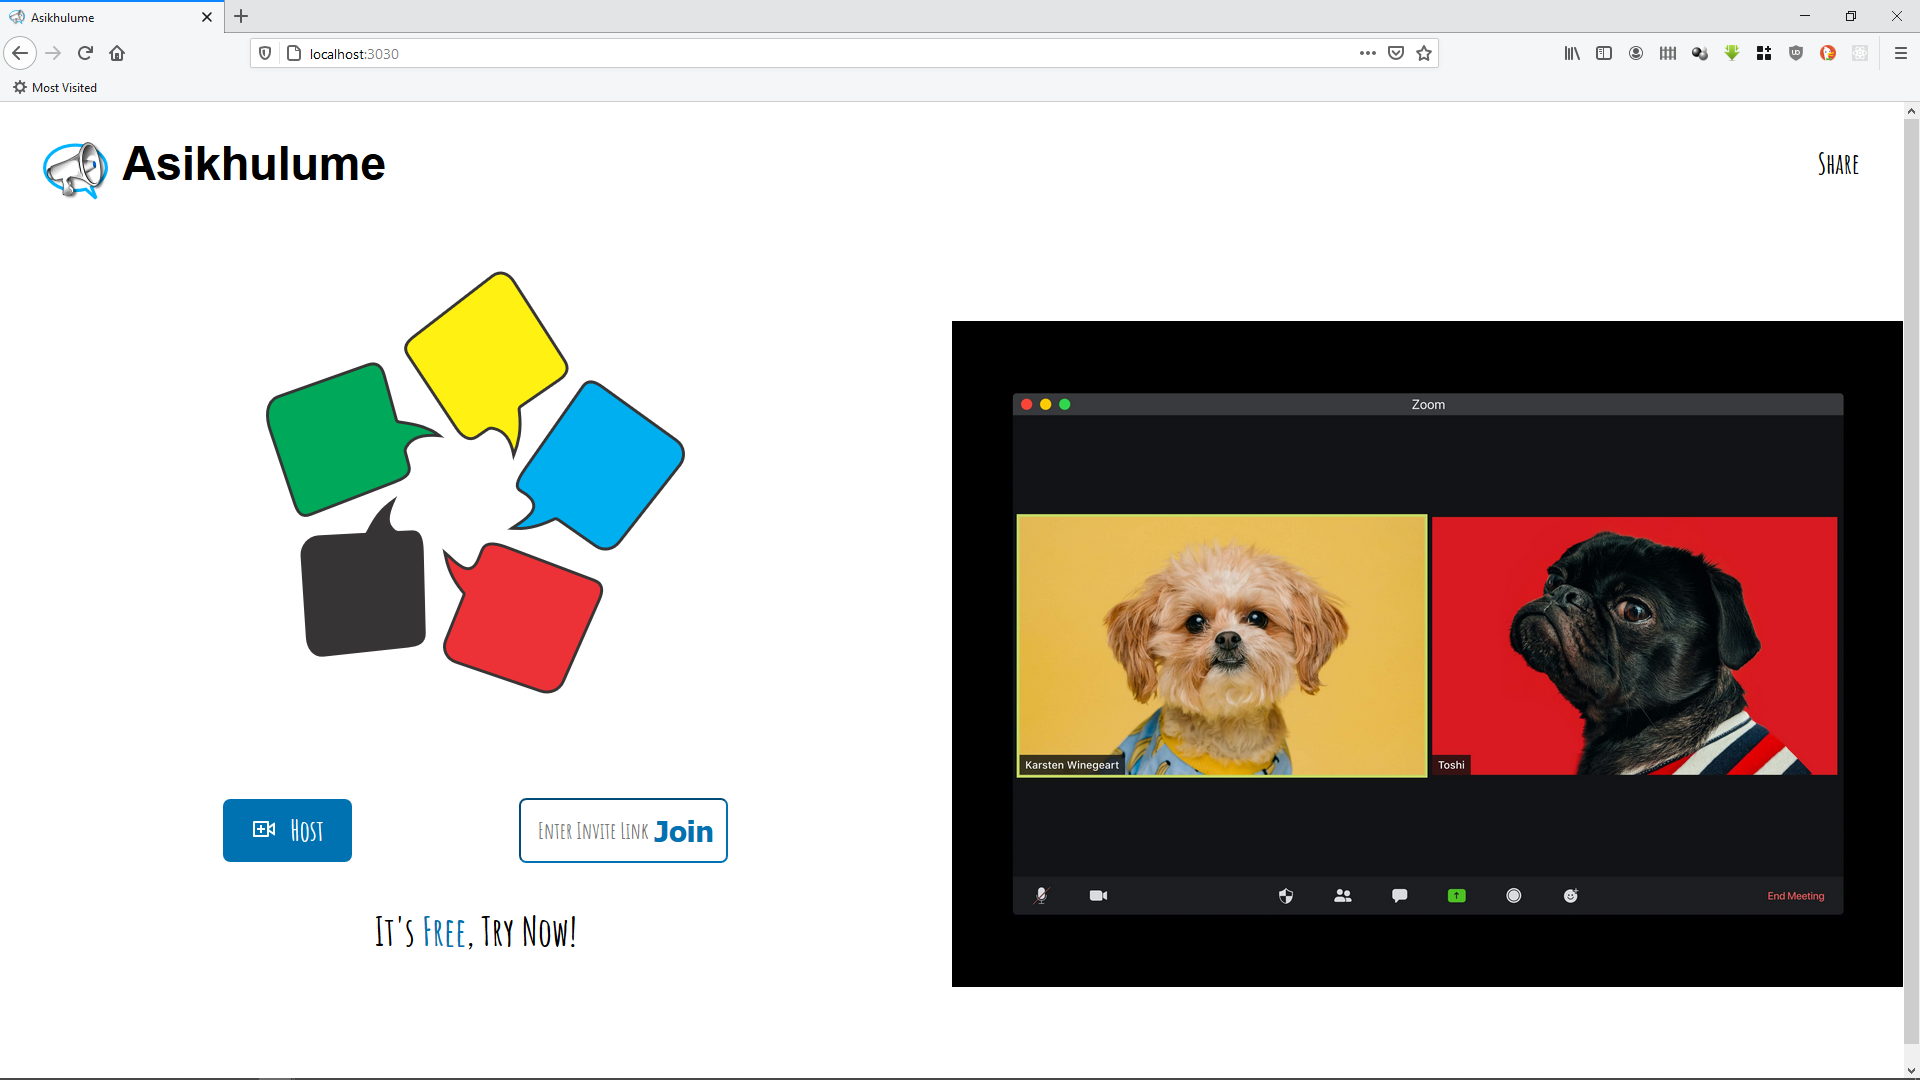 Asikhulume
localhost:3030
Most Visited
Asikhulume
Share
Zoom
Karsten Winegeart
Toshi
End Meeting
Host
Enter Invite Link Join
It's Free, Try Now!